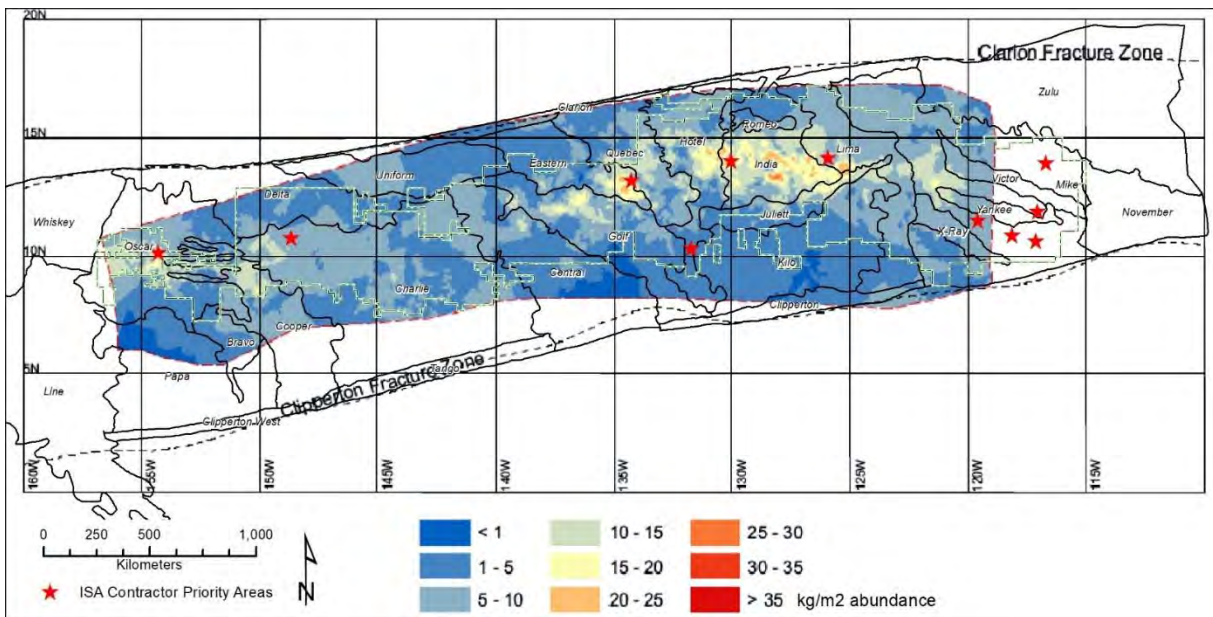 20N
Clarion Fracture Zone
Zulu
Clarion
15N
Romeo
Hotel
Lima
Quebec
Eastern
India
Uniform
Victor
Mike
Delta
Whiskey
Yankee
November
Juliett
X-Ray
Golf
Oscar
10N
Kilo
Central
Charlie
Clipperton
Cooper
Bravo
5N
Tango
Papa
Line
Clipperton Fracture Zone
Clipperton West
160W
155W
150W
145W
140W
135W
130W
125W
120W
115W
0 250 500 1,000
Kilometers
N
ISA Contractor Priority Areas
< 1
1 - 5
5 - 10
10 - 15
15 - 20
20 - 25
25 - 30
30 - 35
> 35 kg/m2 abundance